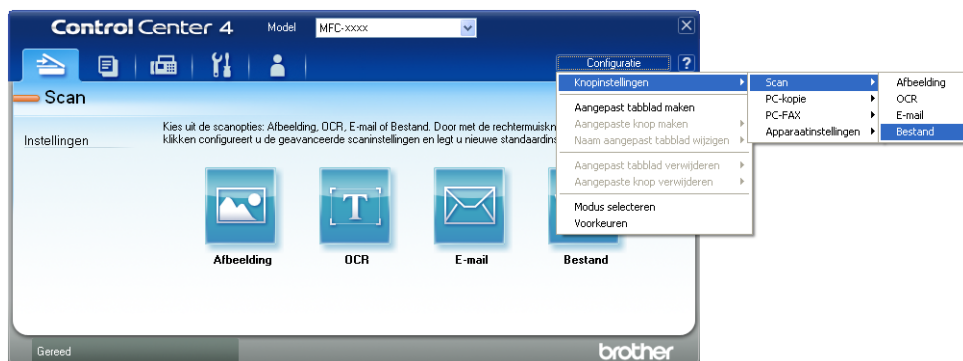 Control Center 4
Model
MFC-xxxx
Configuratie
?
Scan
Instellingen
Kies uit de scanopties: Afbeelding, OCR, E-mail of Bestand. Door met de
klikken configureert u de geavanceerde scaninstellingen en legt u nieuwe
Afbeelding
T
OCR
E-mail
Bestand
Knopinstellingen
Aangepast tabblad maken
Aangepaste knop maken
Naam aangepast tabblad wijzigen
Aangepast tabblad verwijderen
Aangepaste knop verwijderen
Modus selecteren
Voorkeuren
Scan
PC-kopie
PC-FAX
Apparaatinstellingen
Afbeelding
OCR
E-mail
Bestand
Gereed
brother